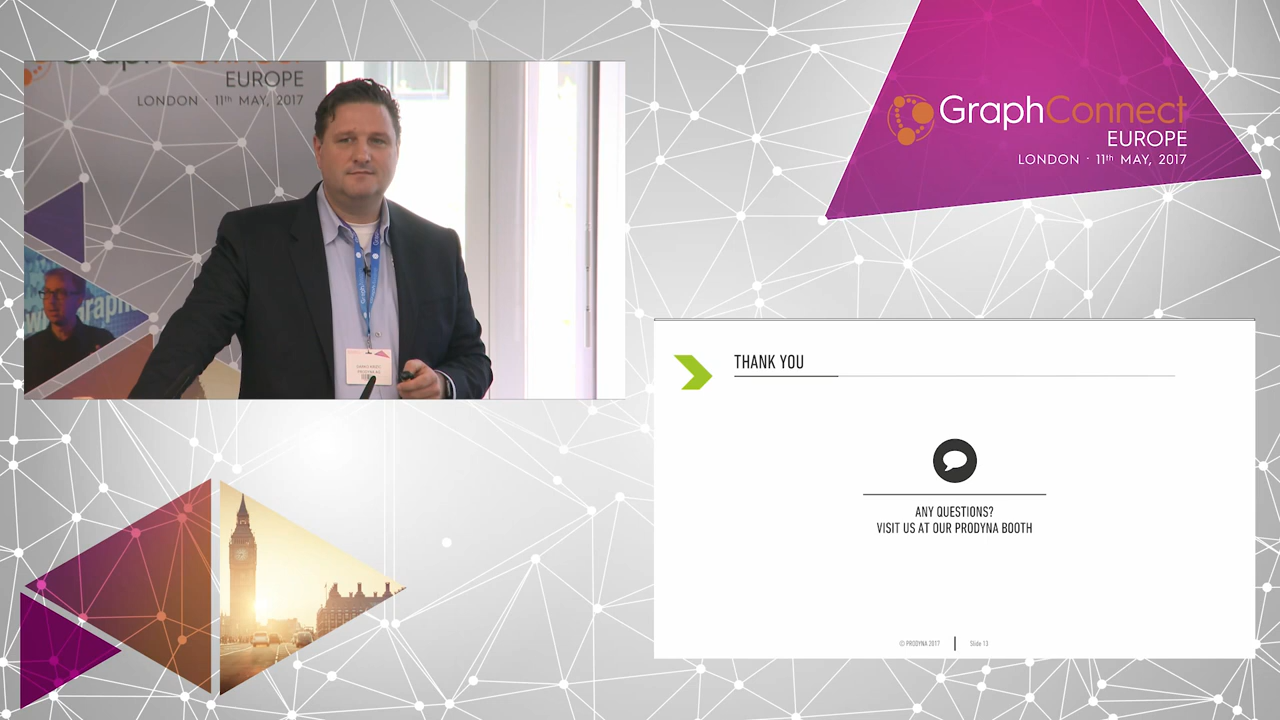 GraphConnect
EUROPE
LONDON · 11th MAY, 2017
GraphConnect
EUROPE
LONDON · 11th MAY, 2017
THANK YOU
ANY QUESTIONS?
VISIT US AT OUR PRODYNA BOOTH
© PRODYNA 2017 | Slide 13